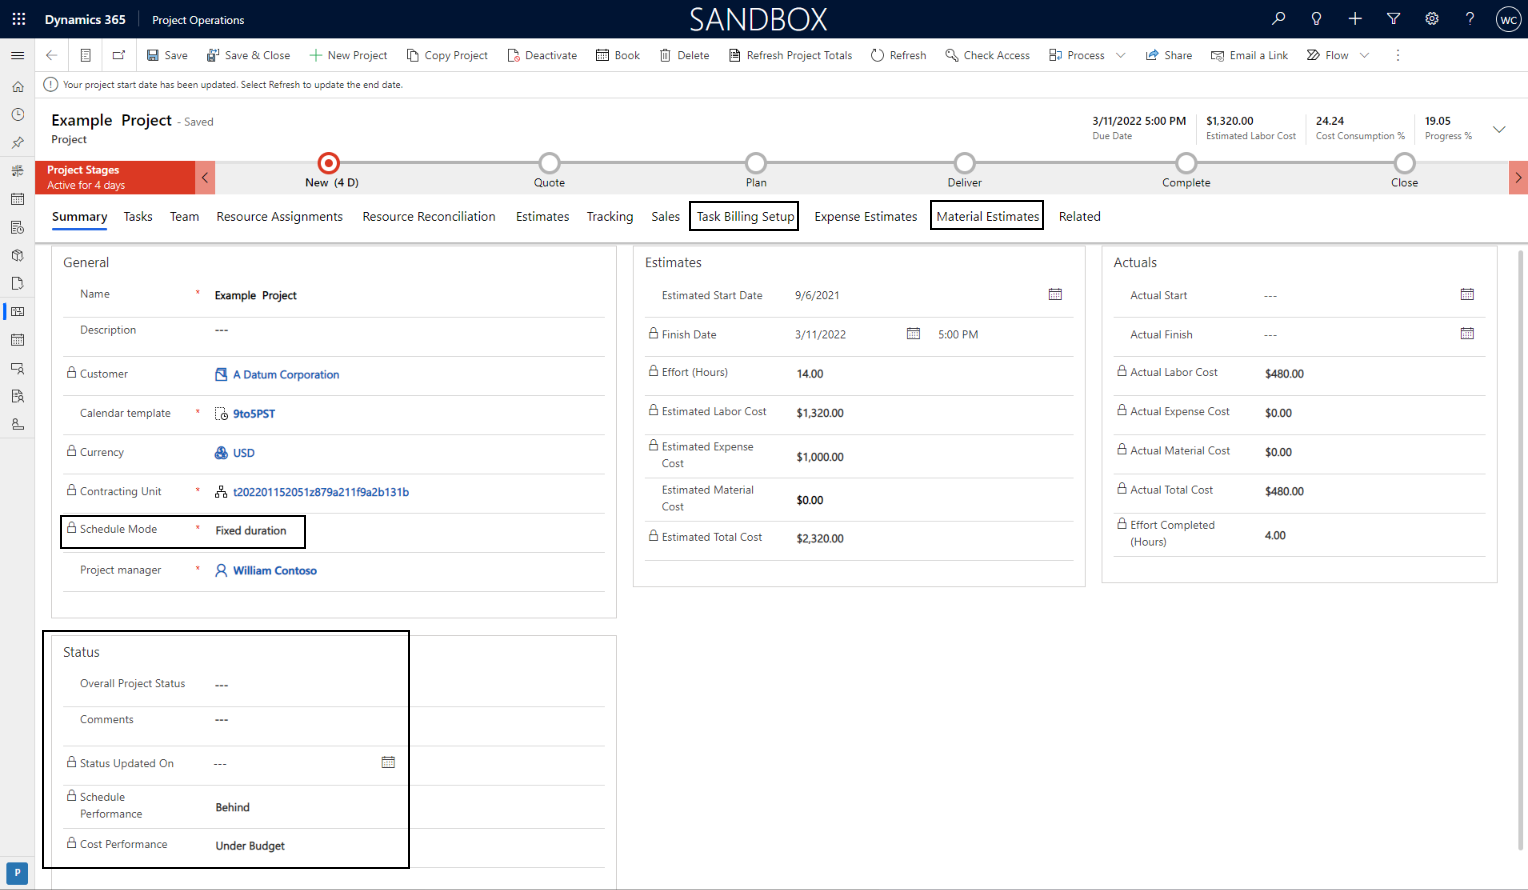 Dynamics 365
Project Operations
SANDBOX
WC
Save
Save & Close
New Project
Copy Project
Deactivate
Book
Delete
Refresh Project Totals
Refresh
Check Access
Process
Share
Email a Link
Flow
Your project start date has been updated. Select Refresh to update the end date.
Example  Project - Saved
Project
3/11/2022 5:00 PM
Due Date
$1,320.00
Estimated Labor Cost
24.24
Cost Consumption %
19.05
Progress %
Project Stages
Active for 4 days
New (4 D)
Quote
Plan
Deliver
Complete
Close
Summary
Tasks
Team
Resource Assignments
Resource Reconciliation
Estimates
Tracking
Sales
Task Billing Setup
Expense Estimates
Material Estimates
Related
General
Name * Example  Project
Description ---
Customer A Datum Corporation
Calendar template * 9to5PST
Currency USD
Contracting Unit * t202201152051z879a211f9a2b131b
Schedule Mode * Fixed duration
Project manager * William Contoso
Status
Overall Project Status ---
Comments ---
Status Updated On ---
Schedule
Performance
Behind
Cost Performance Under Budget
Estimates
Estimated Start Date 9/6/2021
Finish Date 3/11/2022 5:00 PM
Effort (Hours) 14.00
Estimated Labor Cost $1,320.00
Estimated Expense
Cost
$1,000.00
Estimated Material
Cost
$0.00
Estimated Total Cost $2,320.00
Actuals
Actual Start ---
Actual Finish ---
Actual Labor Cost $480.00
Actual Expense Cost $0.00
Actual Material Cost $0.00
Actual Total Cost $480.00
Effort Completed
(Hours)
4.00
P